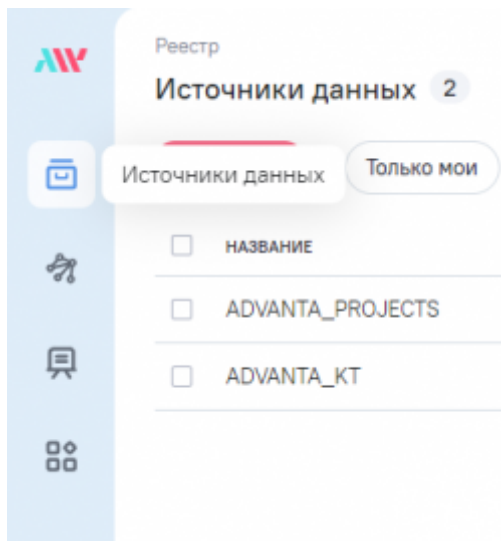 Реестр
Источники данных 2
Источники данных
Только мои
НАЗВАНИЕ
ADVANTA_PROJECTS
ADVANTA_KT